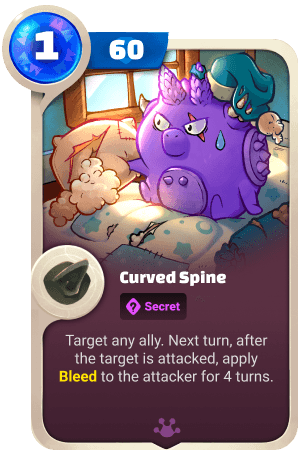 1
60
Curved Spine
Secret
Target any ally. Next turn, after
the target is attacked, apply
Bleed to the attacker for 4 turns.